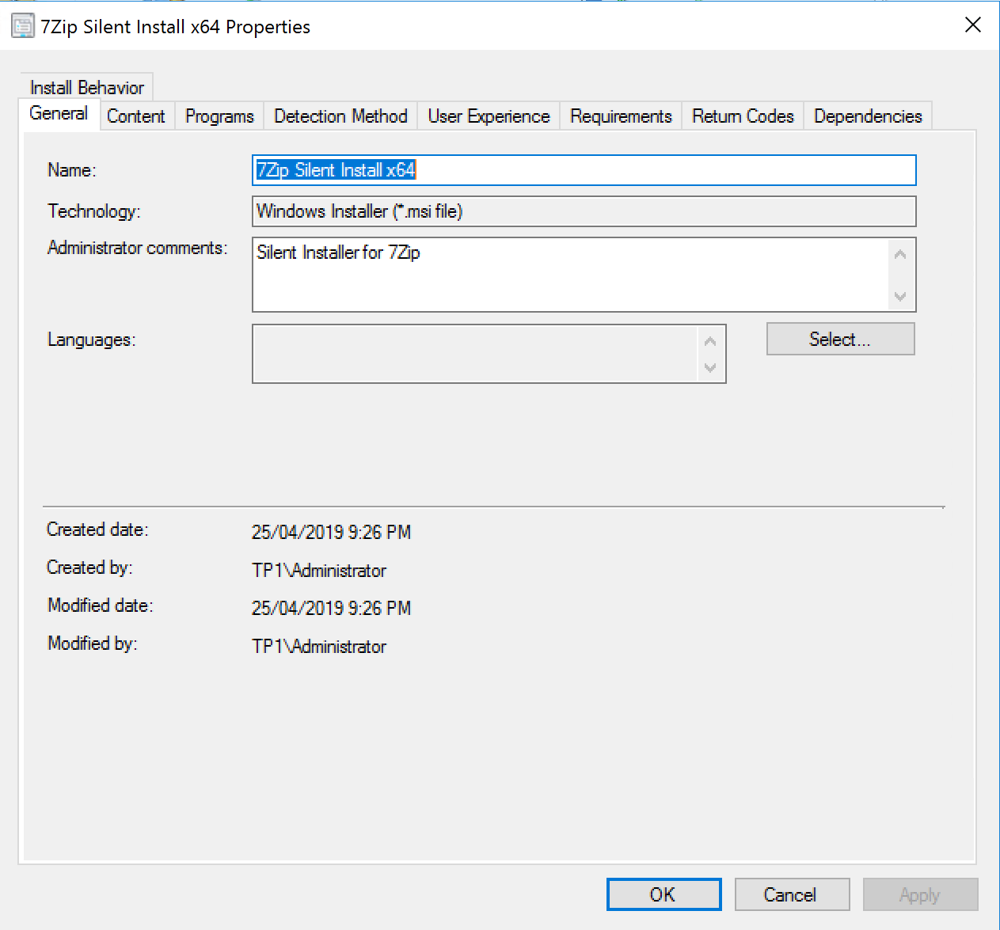 7Zip Silent Install x64 Properties
Install Behavior
General Content Programs Detection Method User Experience Requirements Return Codes Dependencies
Name: 7Zip Silent Install x64
Technology: Windows Installer (*.msi file)
Administrator comments: Silent Installer for 7Zip
Languages: Select...
Created date: 25/04/2019 9:26 PM
Created by: TP1\Administrator
Modified date: 25/04/2019 9:26 PM
Modified by: TP1\Administrator
OK Cancel Apply